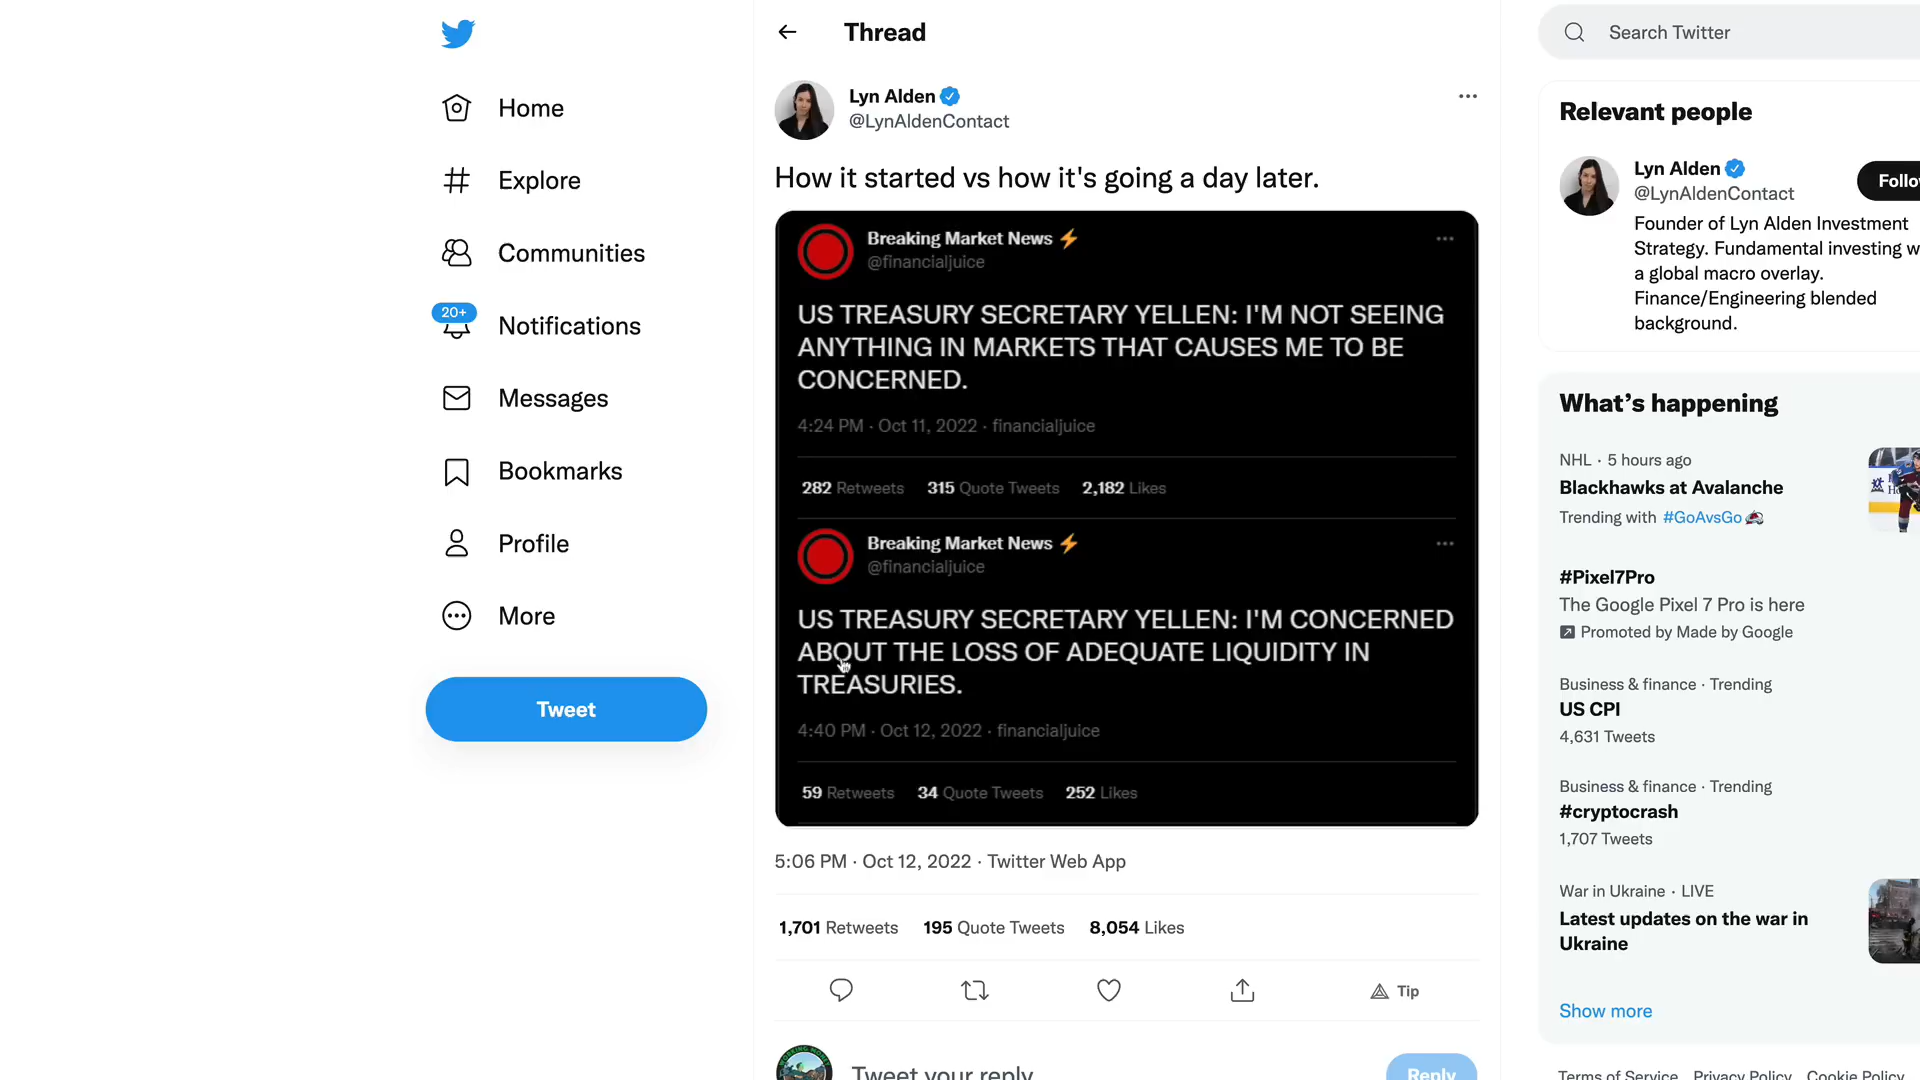 Home
Explore
Communities
20+
Notifications
Messages
Bookmarks
Profile
More
Tweet
Thread
Lyn Alden
@LynAldenContact
How it started vs how it's going a day later.
Breaking Market News ⚡
@financialjuice
US TREASURY SECRETARY YELLEN: I'M NOT SEEING
ANYTHING IN MARKETS THAT CAUSES ME TO BE
CONCERNED.
4:24 PM · Oct 11, 2022 · financialjuice
282 Retweets 315 Quote Tweets 2,182 Likes
Breaking Market News ⚡
@financialjuice
US TREASURY SECRETARY YELLEN: I'M CONCERNED
ABOUT THE LOSS OF ADEQUATE LIQUIDITY IN
TREASURIES.
4:40 PM · Oct 12, 2022 · financialjuice
59 Retweets 34 Quote Tweets 252 Likes
5:06 PM · Oct 12, 2022 · Twitter Web App
1,701 Retweets 195 Quote Tweets 8,054 Likes
Tip
Tweet your reply
Reply
Search Twitter
Relevant people
Lyn Alden
@LynAldenContact
Follo
Founder of Lyn Alden Investment
Strategy. Fundamental investing w
a global macro overlay.
Finance/Engineering blended
background.
What's happening
NHL · 5 hours ago
Blackhawks at Avalanche
Trending with #GoAvsGo
#Pixel7Pro
The Google Pixel 7 Pro is here
Promoted by Made by Google
Business & finance · Trending
US CPI
4,631 Tweets
Business & finance · Trending
#cryptocrash
1,707 Tweets
War in Ukraine · LIVE
Latest updates on the war in
Ukraine
Show more
Terms of Service Privacy Policy Cookie Policy